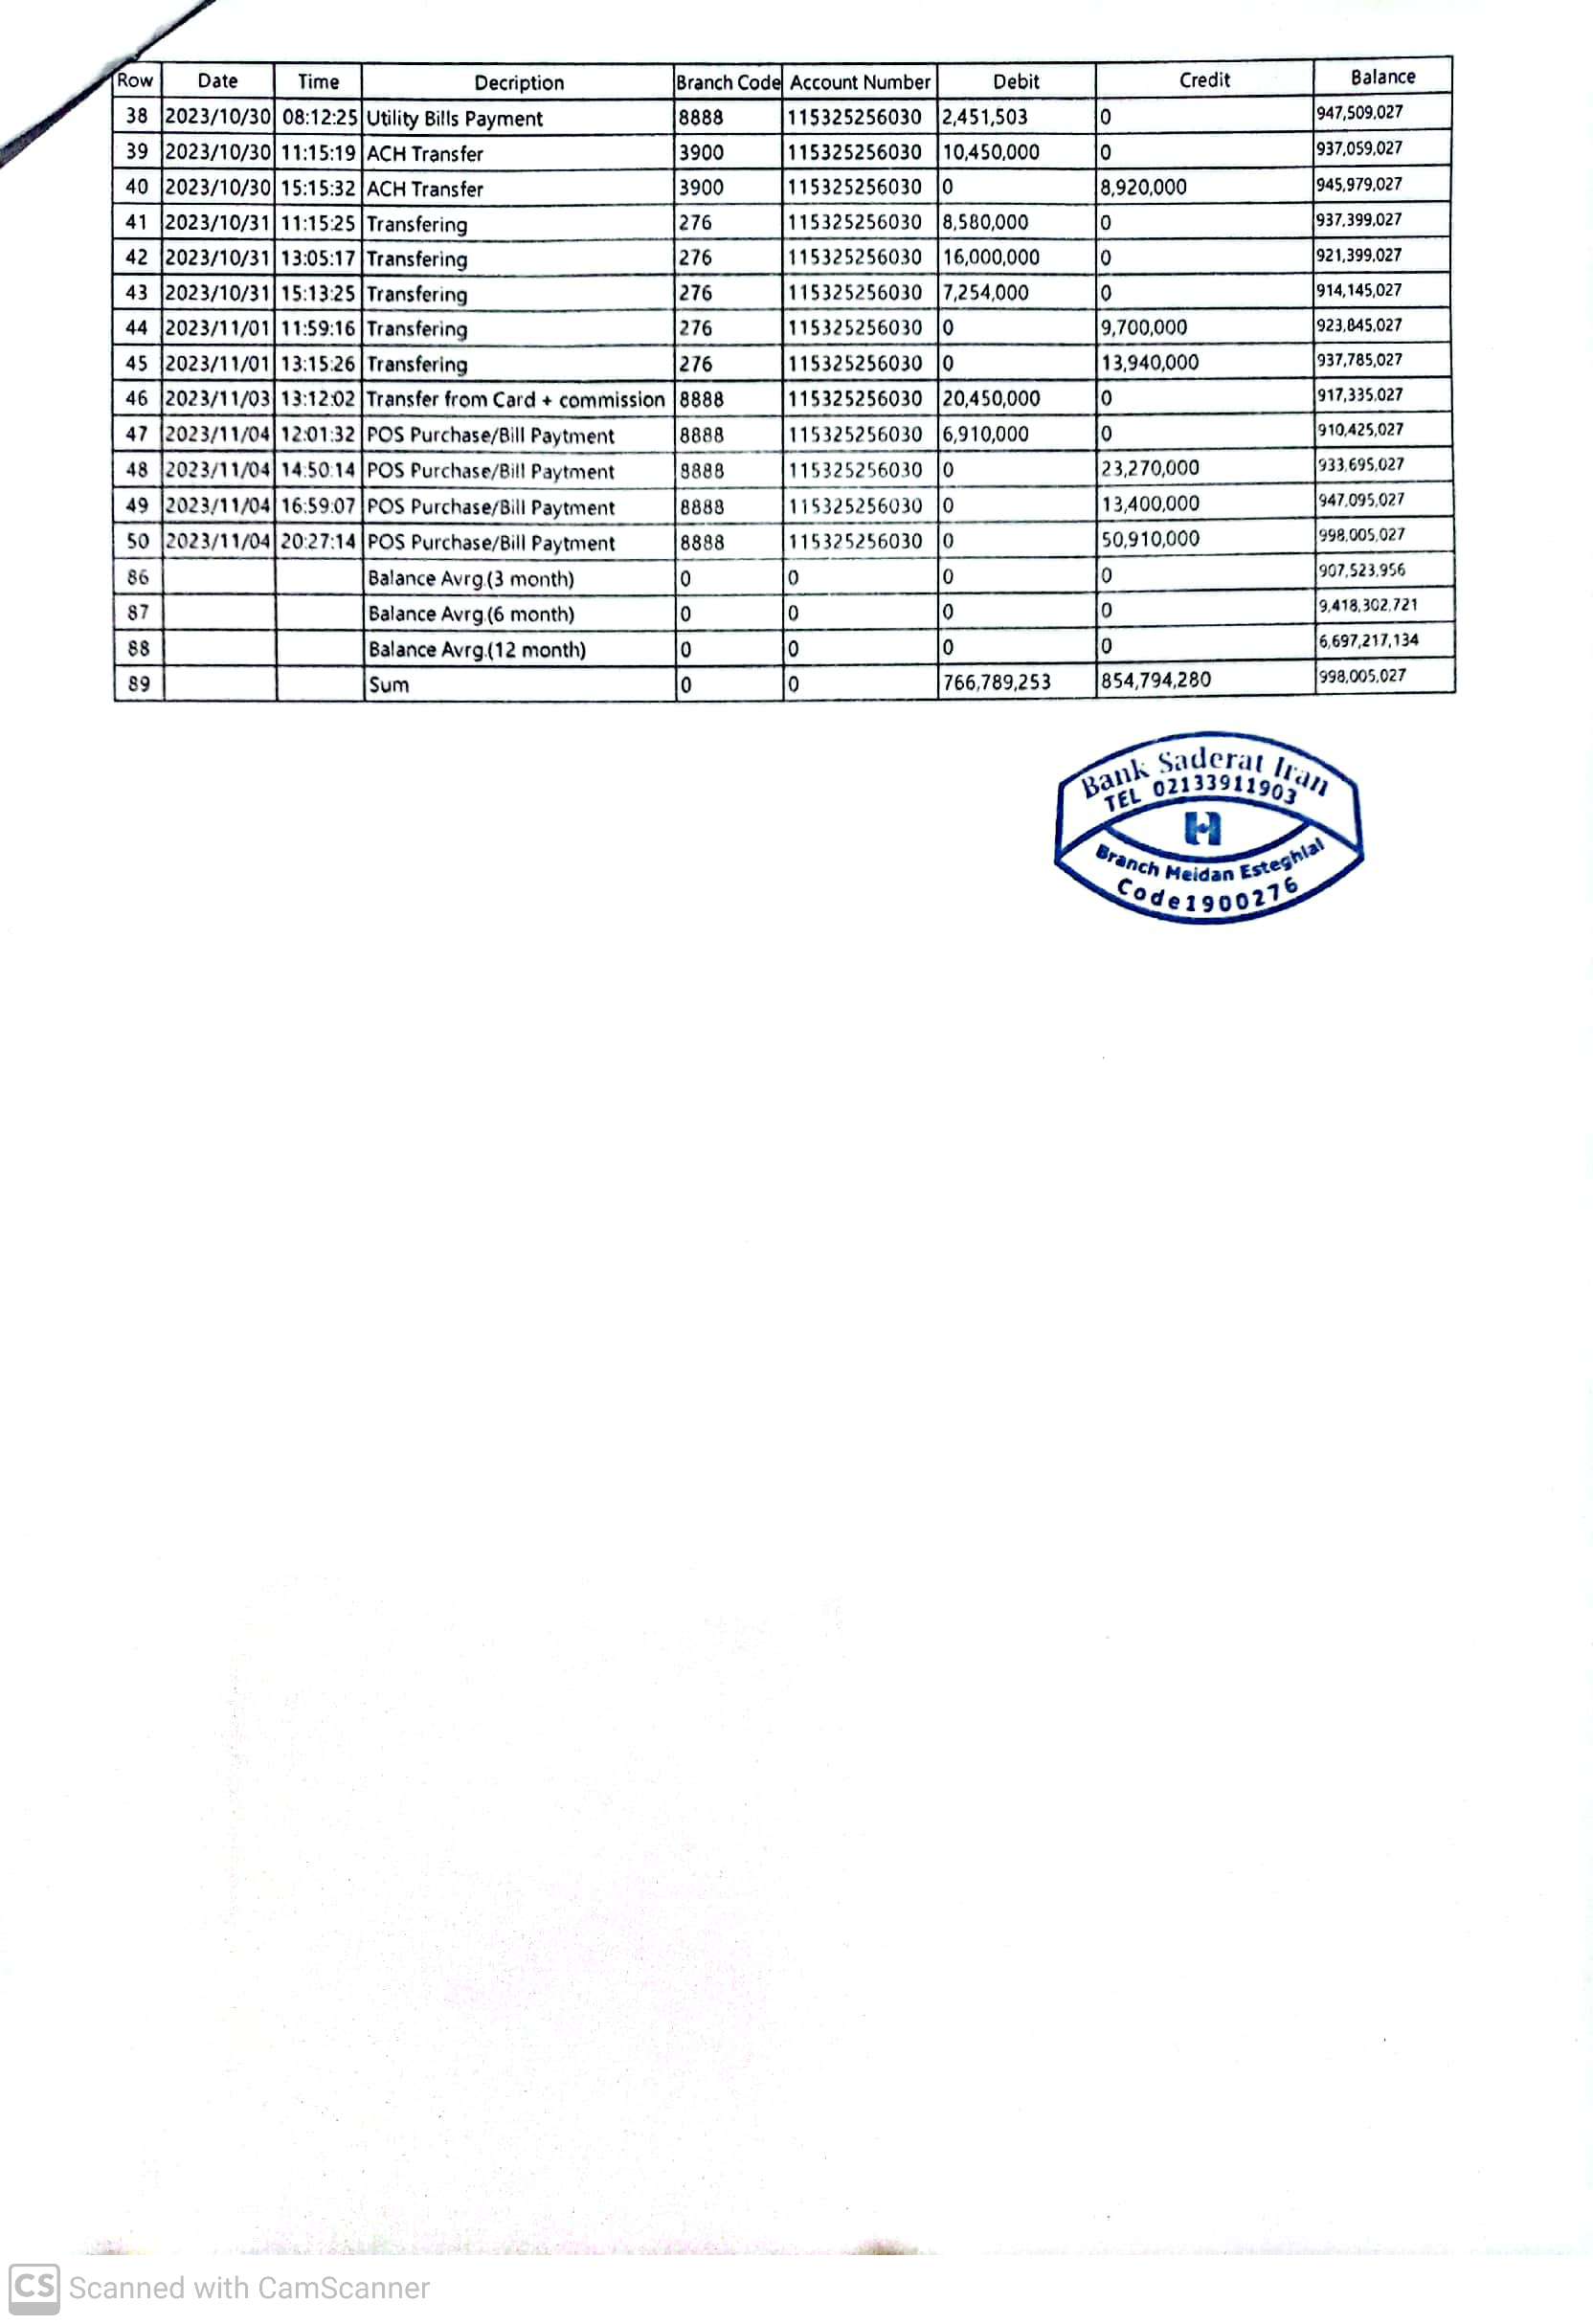 Row Date Time Decription Branch Code Account Number Debit Credit Balance
38 2023/10/30 08:12:25 Utility Bills Payment 8888 115325256030 2,451,503 0 947,509,027
39 2023/10/30 11:15:19 ACH Transfer 3900 115325256030 10,450,000 0 937,059,027
40 2023/10/30 15:15:32 ACH Transfer 3900 115325256030 0 8,920,000 945,979,027
41 2023/10/31 11:15:25 Transfering 276 115325256030 8,580,000 0 937,399,027
42 2023/10/31 13:05:17 Transfering 276 115325256030 16,000,000 0 921,399,027
43 2023/10/31 15:13:25 Transfering 276 115325256030 7,254,000 0 914,145,027
44 2023/11/01 11:59:16 Transfering 276 115325256030 0 9,700,000 923,845,027
45 2023/11/01 13:15:26 Transfering 276 115325256030 0 13,940,000 937,785,027
46 2023/11/03 13:12:02 Transfer from Card + commission 8888 115325256030 20,450,000 0 917,335,027
47 2023/11/04 12:01:32 POS Purchase/Bill Paytment 8888 115325256030 6,910,000 0 910,425,027
48 2023/11/04 14:50:14 POS Purchase/Bill Paytment 8888 115325256030 0 23,270,000 933,695,027
49 2023/11/04 16:59:07 POS Purchase/Bill Paytment 8888 115325256030 0 13,400,000 947,095,027
50 2023/11/04 20:27:14 POS Purchase/Bill Paytment 8888 115325256030 0 50,910,000 998,005,027
86 Balance Avrg.(3 month) 0 0 0 0 907,523,956
87 Balance Avrg.(6 month) 0 0 0 0 9,418,302,721
88 Balance Avrg.(12 month) 0 0 0 0 6,697,217,134
89 Sum 0 0 766,789,253 854,794,280 998,005,027
Bank Saderat Iran
TEL 02133911903
Branch Meidan Esteghlal
Code1900276
CS Scanned with CamScanner